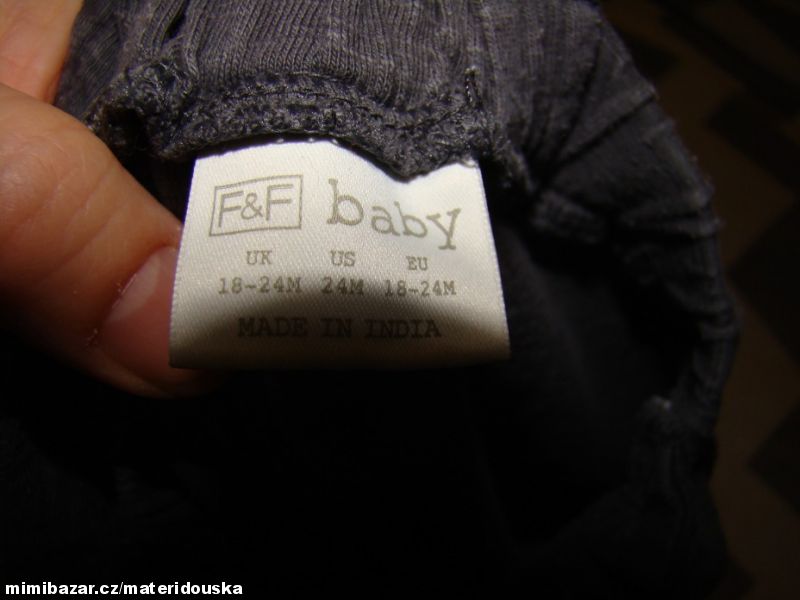 F&F baby
UK US EU
18-24M 24M 18-24M
MADE IN INDIA
mimibazar.cz/materidouska